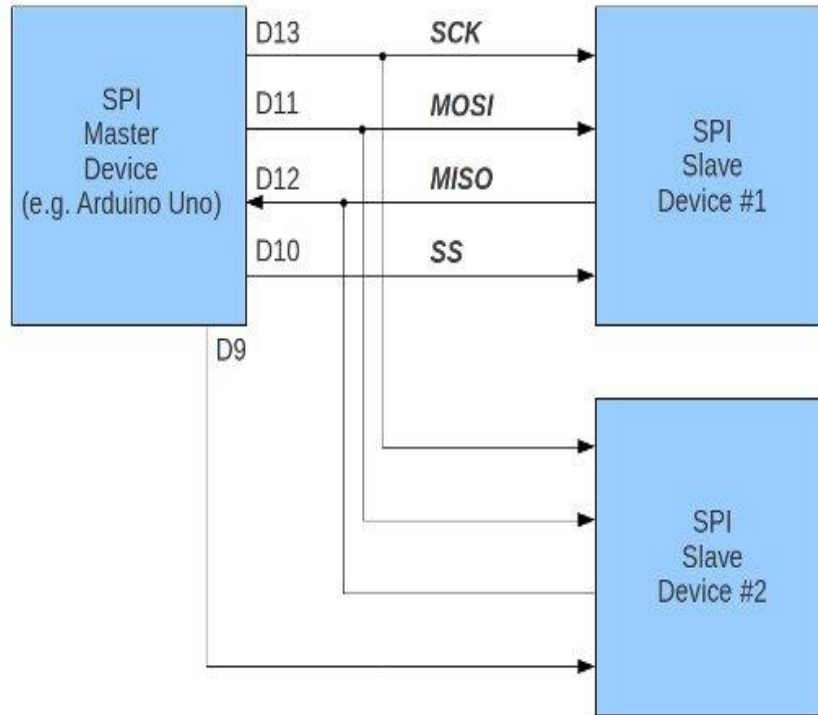 SPI
Master
Device
(e.g. Arduino Uno)
D13
SCK
D11
MOSI
D12
MISO
D10
SS
D9
SPI
Slave
Device #1
SPI
Slave
Device #2